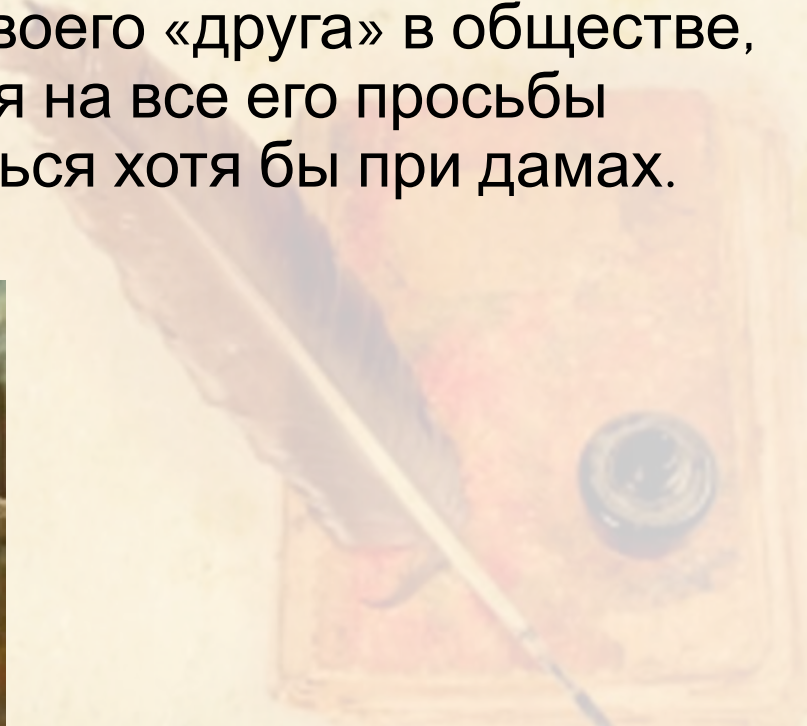 воего «друга» в обществе,
я на все его просьбы
ься хотя бы при дамах.